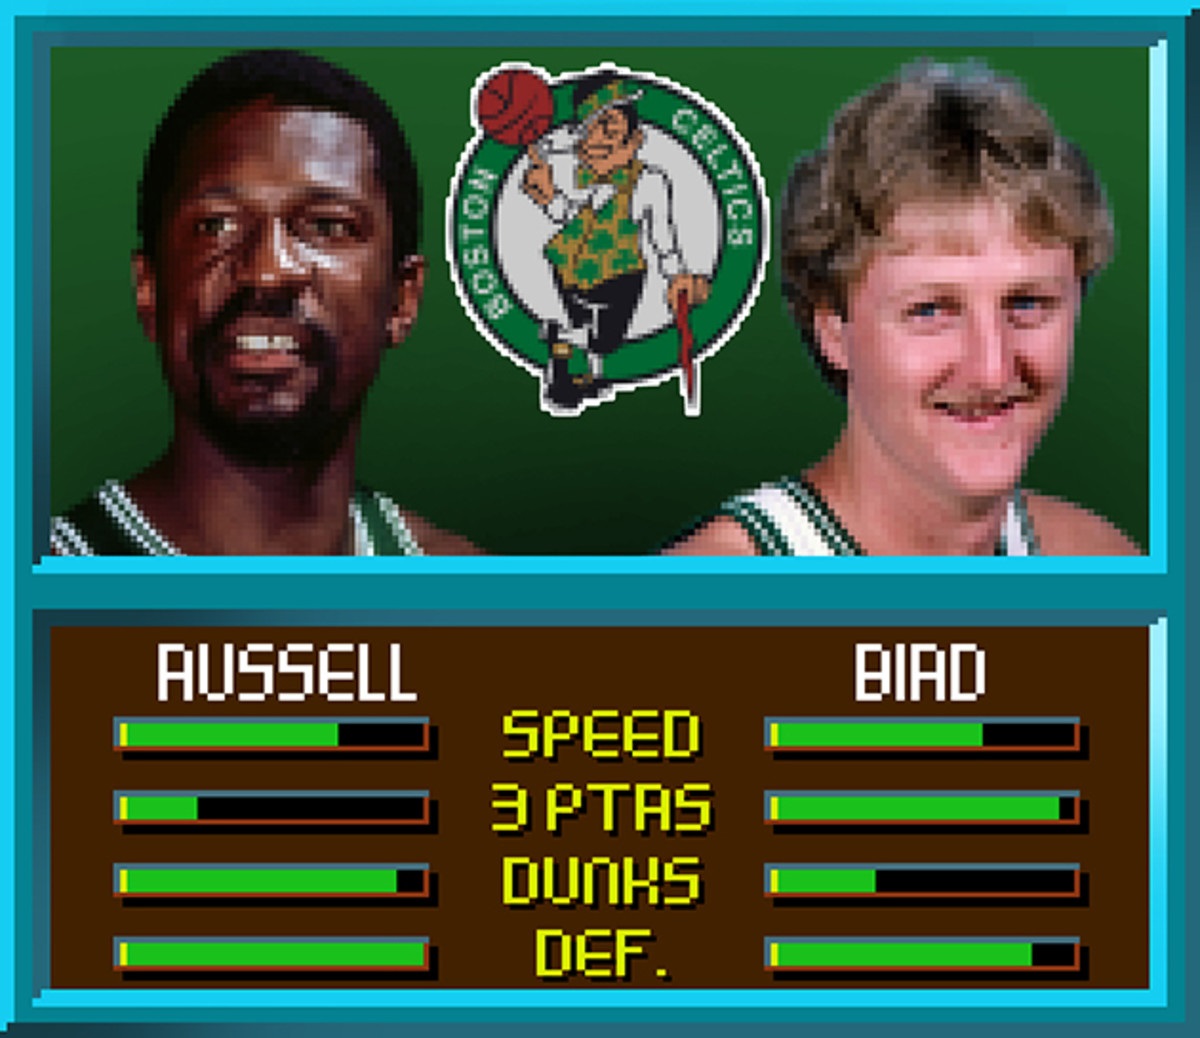 BOSTON CELTICS
RUSSELL BIRD
SPEED
3 PTRS
DUNKS
DEF.